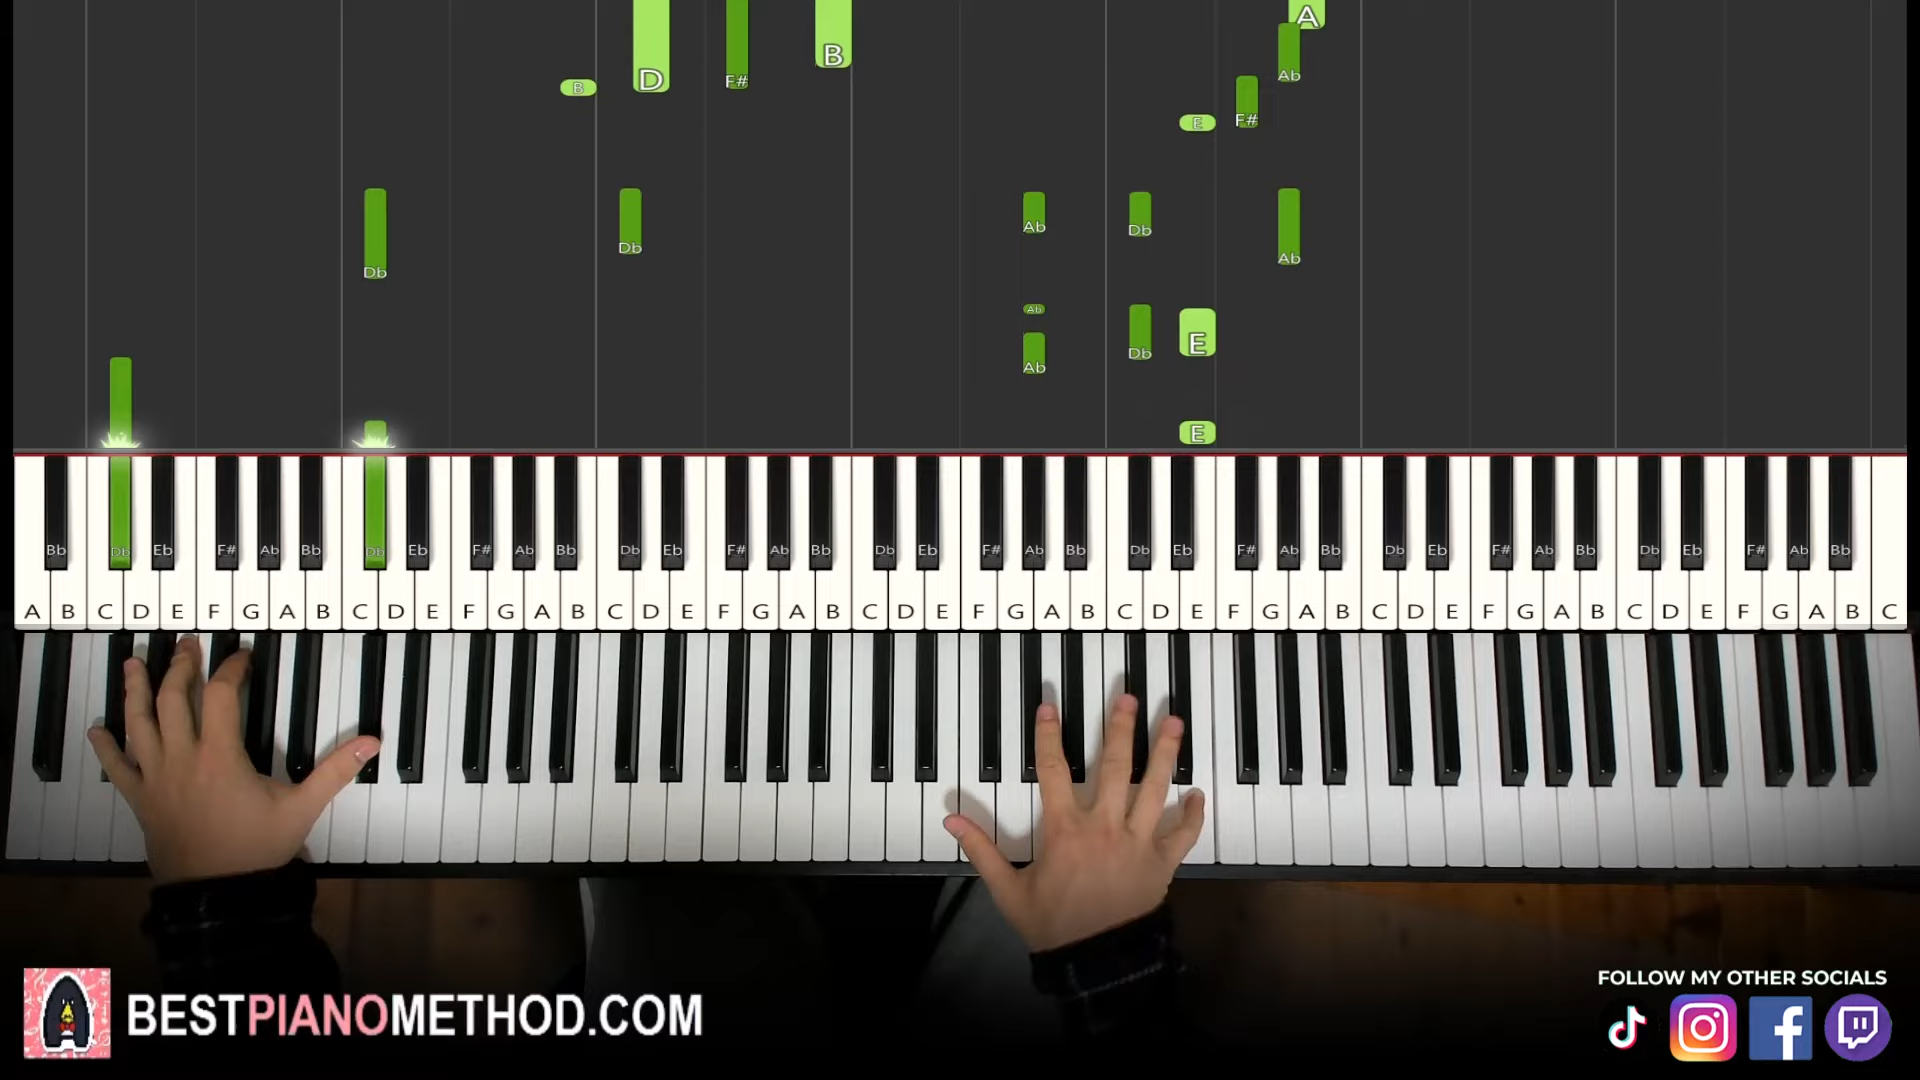 A
D F# B
B Ab
E F#
Ab Db
Db Ab
Db
Ab
E
Db
Ab
E
Bb Db Eb F# Ab Bb Db Eb F# Ab Bb Db Eb F# Ab Bb Db Eb F# Ab Bb Db Eb F# Ab Bb Db Eb F# Ab Bb Db Eb F# Ab Bb
A B C D E F G A B C D E F G A B C D E F G A B C D E F G A B C D E F G A B C D E F G A B C D E F G A B C
BESTPIANOMETHOD.COM
FOLLOW MY OTHER SOCIALS